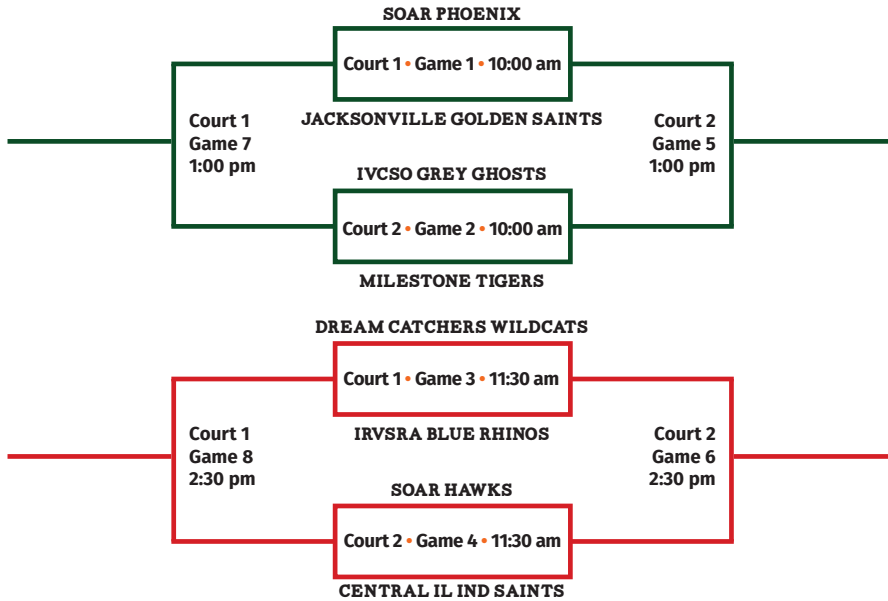 SOAR PHOENIX
Court 1 • Game 1 • 10:00 am
JACKSONVILLE GOLDEN SAINTS
Court 1
Game 7
1:00 pm
Court 2
Game 5
1:00 pm
IVCSO GREY GHOSTS
Court 2 • Game 2 • 10:00 am
MILESTONE TIGERS
DREAM CATCHERS WILDCATS
Court 1 • Game 3 • 11:30 am
IRVSRA BLUE RHINOS
Court 1
Game 8
2:30 pm
Court 2
Game 6
2:30 pm
SOAR HAWKS
Court 2 • Game 4 • 11:30 am
CENTRAL IL IND SAINTS